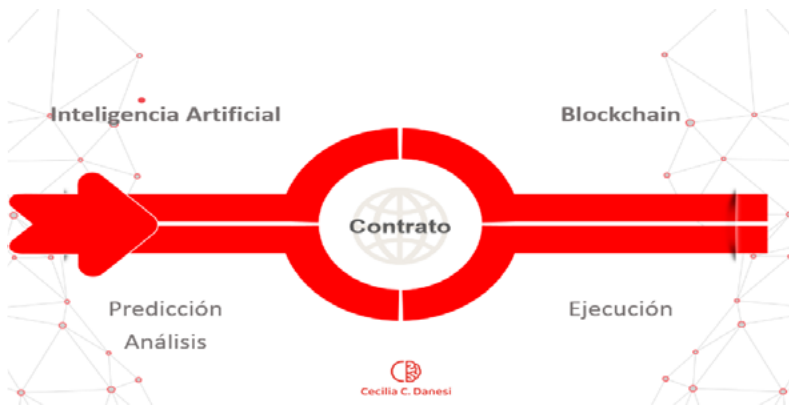 Inteligencia Artificial
Blockchain
Contrato
Predicción
Análisis
Ejecución
Cecilia C. Danesi